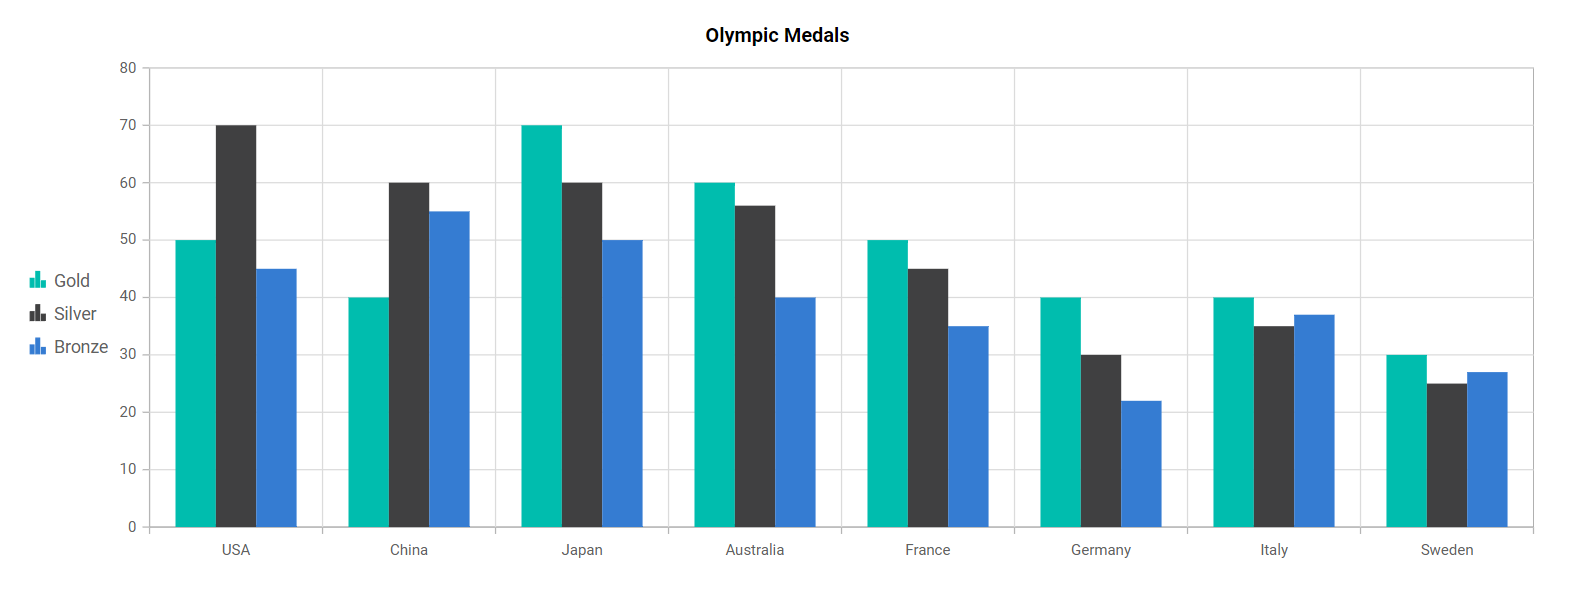 Olympic Medals
80
70
60
50
40
30
20
10
0
Gold
Silver
Bronze
USA China Japan Australia France Germany Italy Sweden